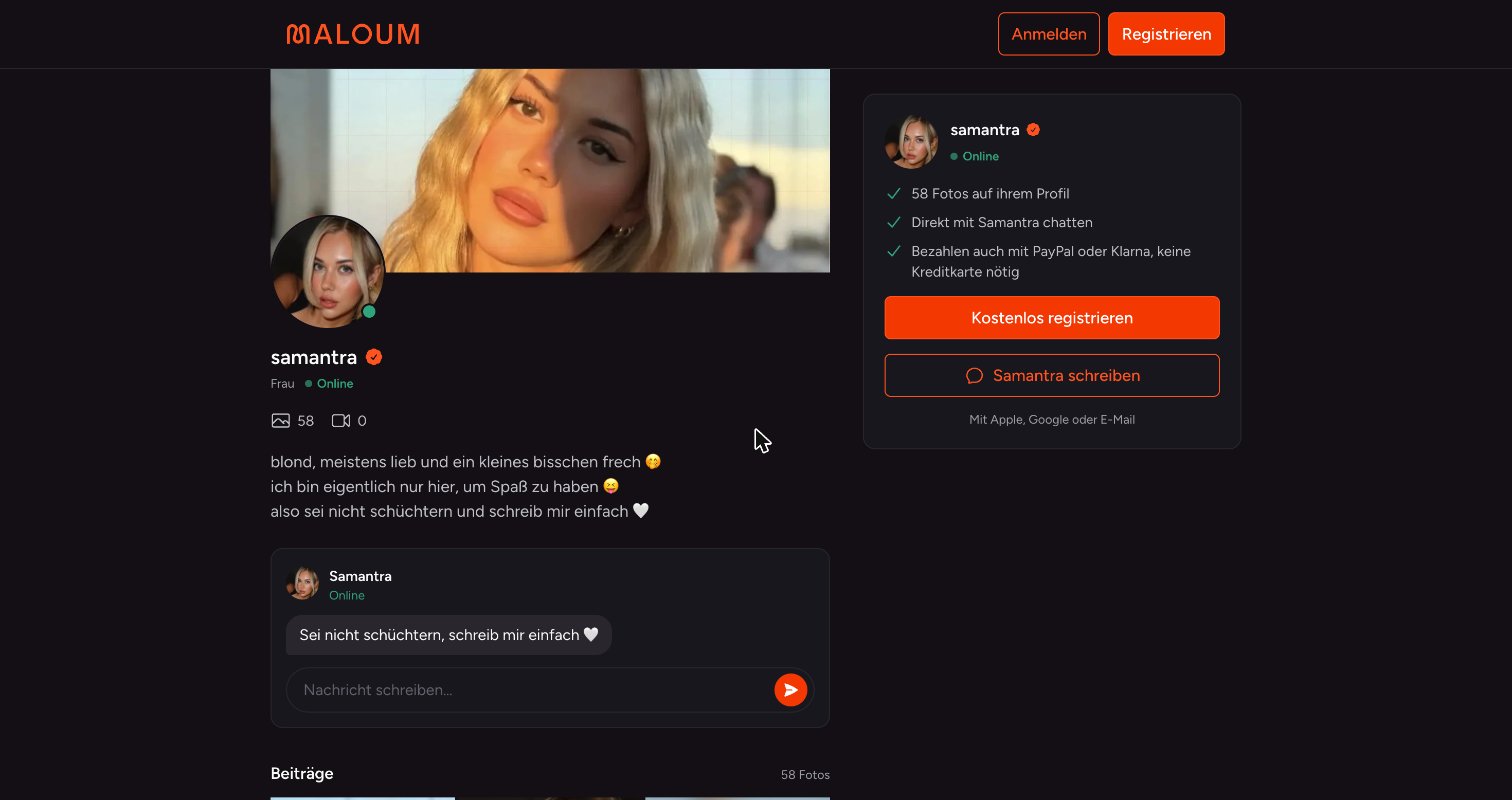 MALOUM
Anmelden
Registrieren
samantra
Frau
Online
58
0
blond, meistens lieb und ein kleines bisschen frech 🤭
ich bin eigentlich nur hier, um Spaß zu haben 😝
also sei nicht schüchtern und schreib mir einfach 🤍
Samantra
Online
Sei nicht schüchtern, schreib mir einfach 🤍
Nachricht schreiben...
Beiträge
58 Fotos
samantra
Online
58 Fotos auf ihrem Profil
Direkt mit Samantra chatten
Bezahlen auch mit PayPal oder Klarna, keine
Kreditkarte nötig
Kostenlos registrieren
Samantra schreiben
Mit Apple, Google oder E-Mail